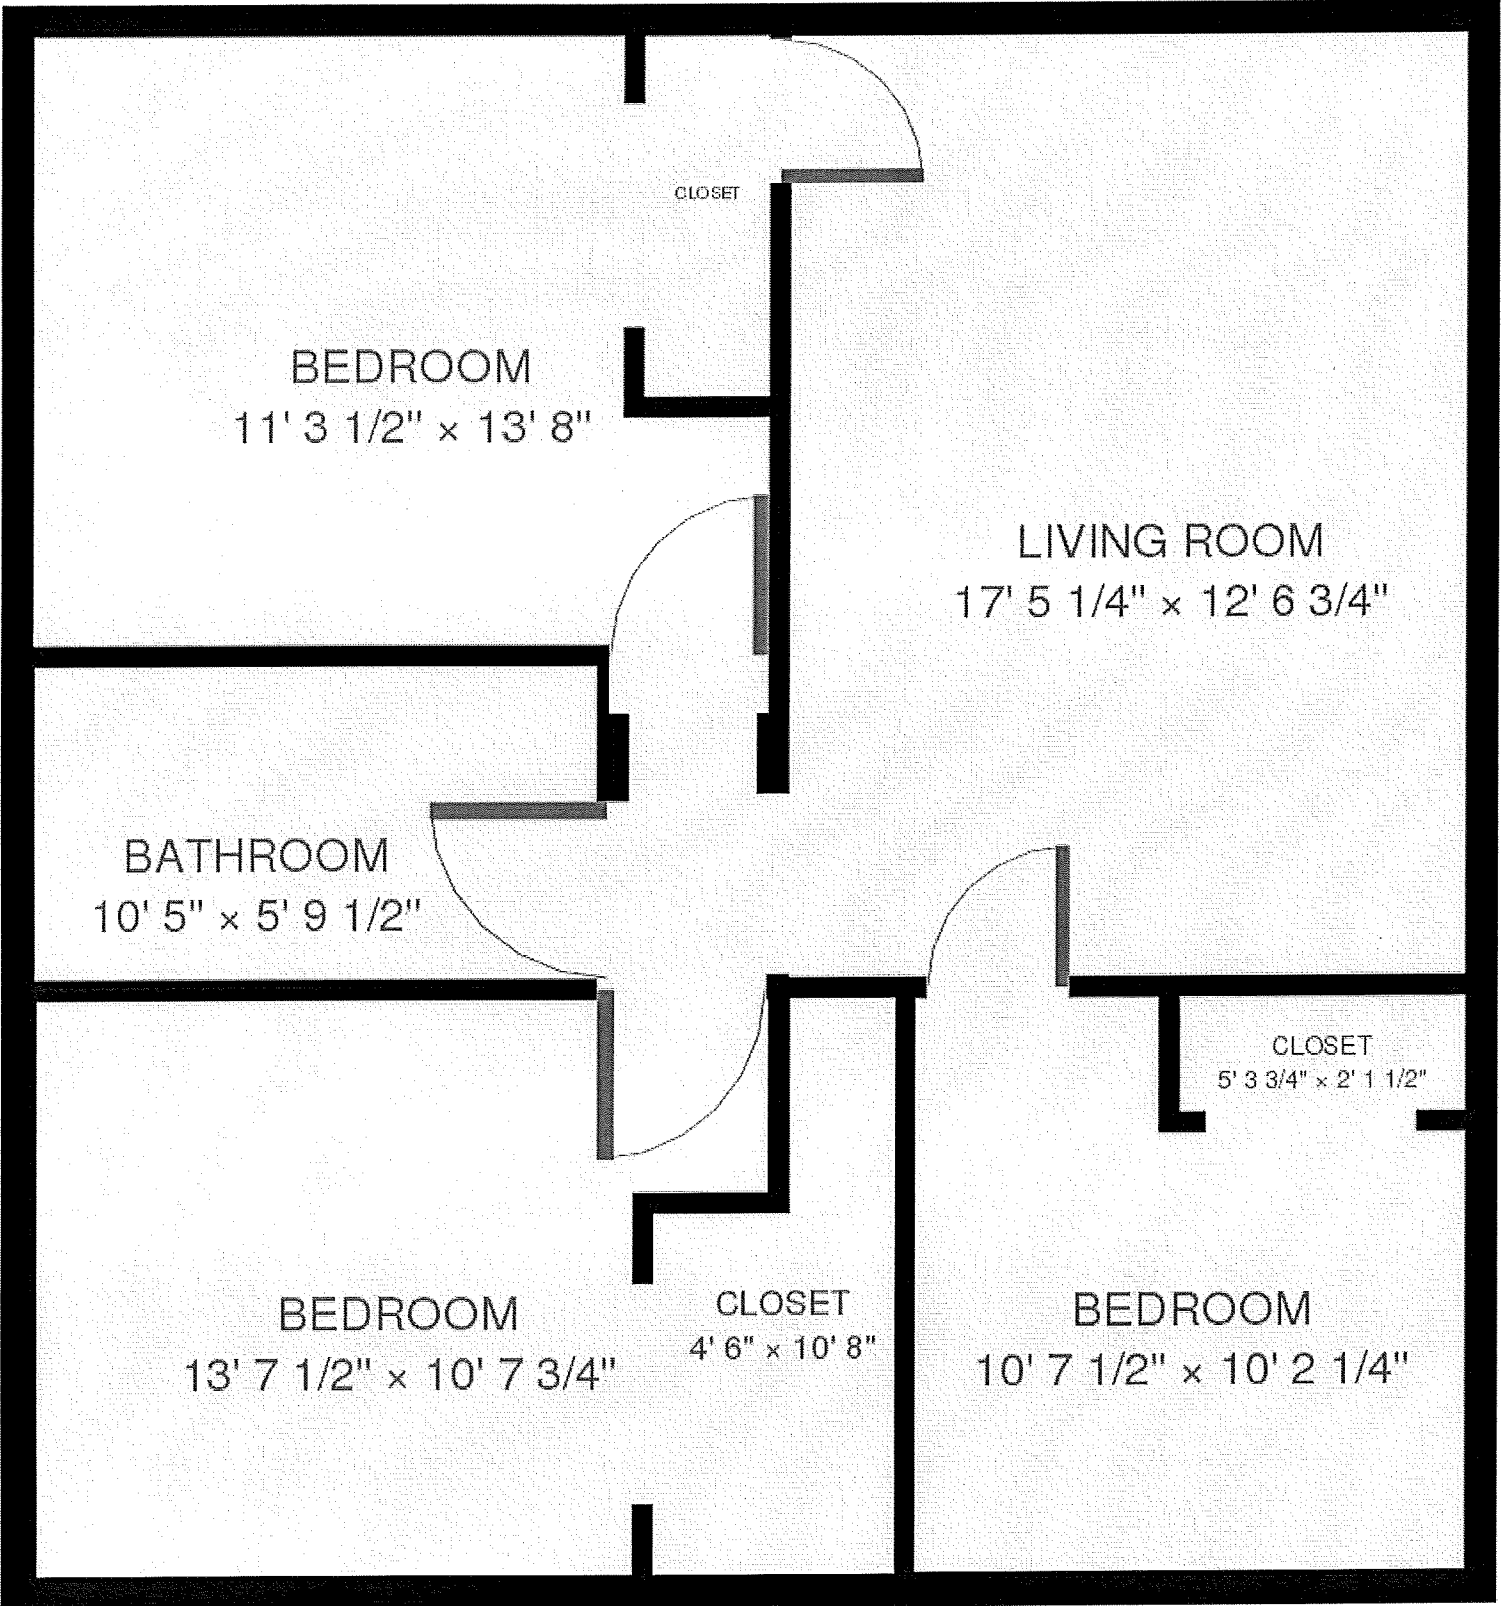 CLOSET
BEDROOM
11' 3 1/2" × 13' 8"
LIVING ROOM
17' 5 1/4" × 12' 6 3/4"
BATHROOM
10' 5" × 5' 9 1/2"
CLOSET
5' 3 3/4" × 2' 1 1/2"
BEDROOM
13' 7 1/2" × 10' 7 3/4"
CLOSET
4' 6" × 10' 8"
BEDROOM
10' 7 1/2" × 10' 2 1/4"